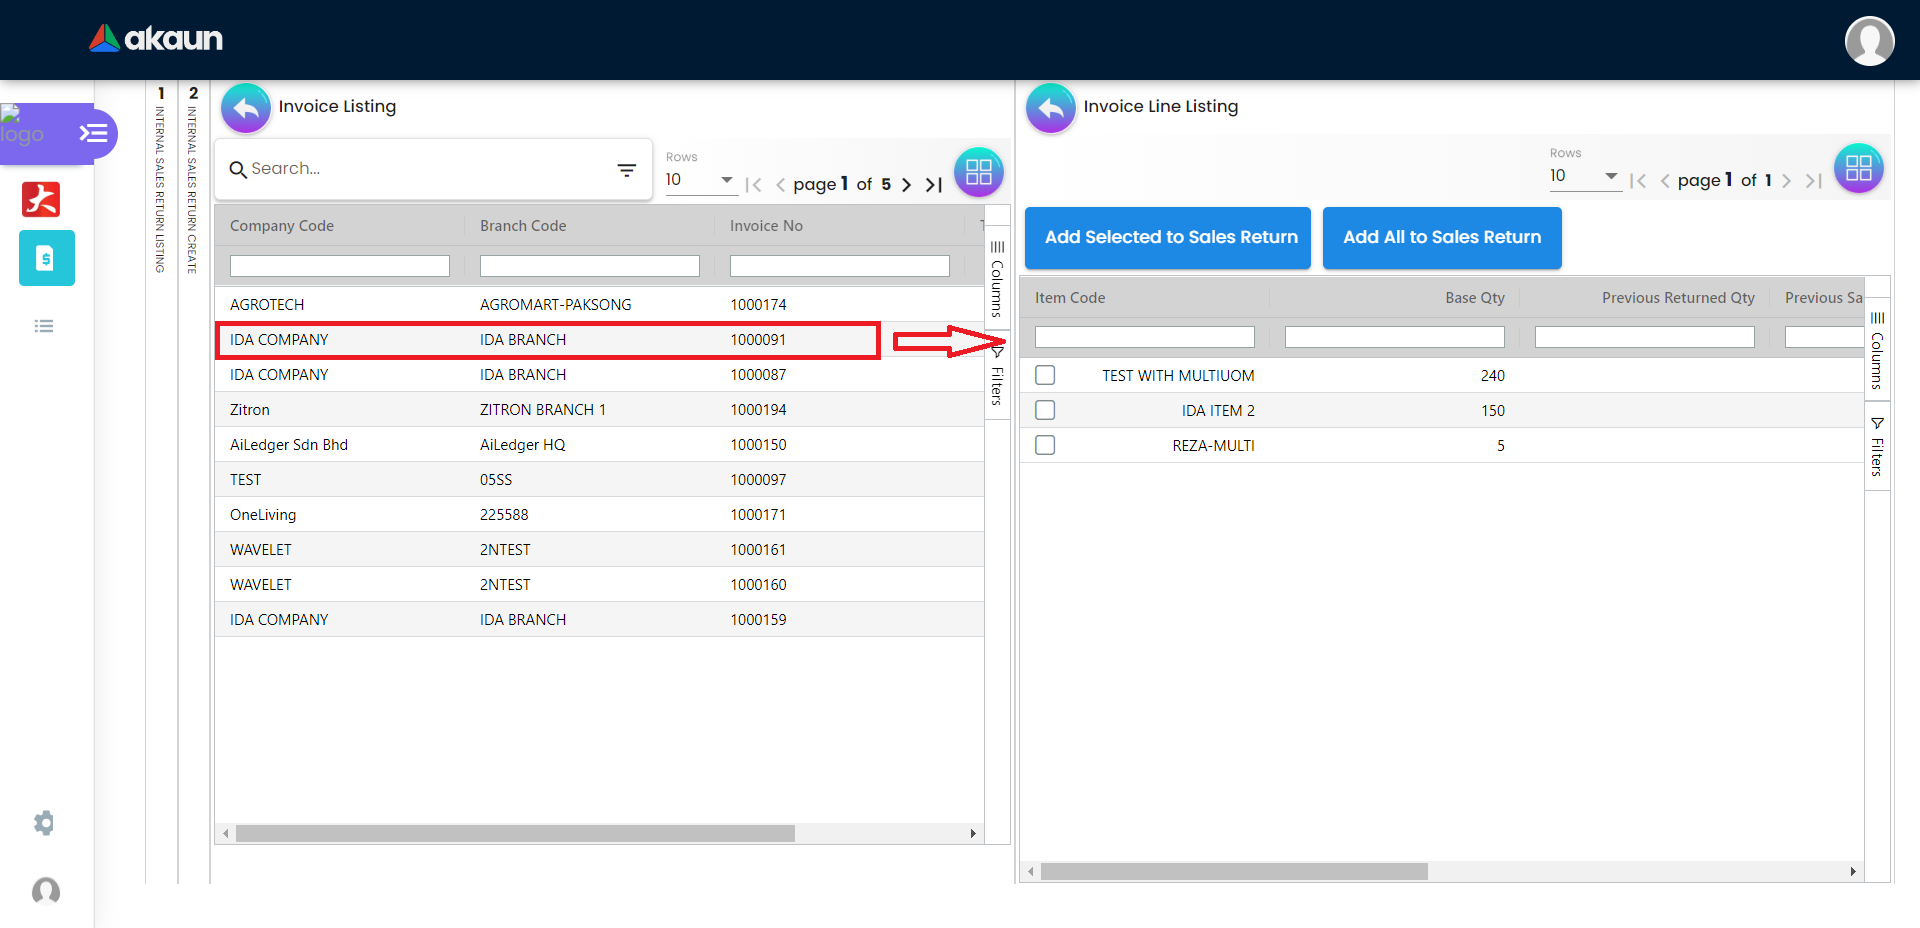 akaun
logo
1 INTERNAL SALES RETURN LISTING
2 INTERNAL SALES RETURN CREATE
Invoice Listing
Search...
Rows
10
page 1 of 5
Company Code Branch Code Invoice No
AGROTECH AGROMART-PAKSONG 1000174
IDA COMPANY IDA BRANCH 1000091
IDA COMPANY IDA BRANCH 1000087
Zitron ZITRON BRANCH 1 1000194
AiLedger Sdn Bhd AiLedger HQ 1000150
TEST 05SS 1000097
OneLiving 225588 1000171
WAVELET 2NTEST 1000161
WAVELET 2NTEST 1000160
IDA COMPANY IDA BRANCH 1000159
Columns
Filters
Invoice Line Listing
Rows
10
page 1 of 1
Add Selected to Sales Return
Add All to Sales Return
Item Code Base Qty Previous Returned Qty Previous Sa
TEST WITH MULTIUOM 240
IDA ITEM 2 150
REZA-MULTI 5
Columns
Filters